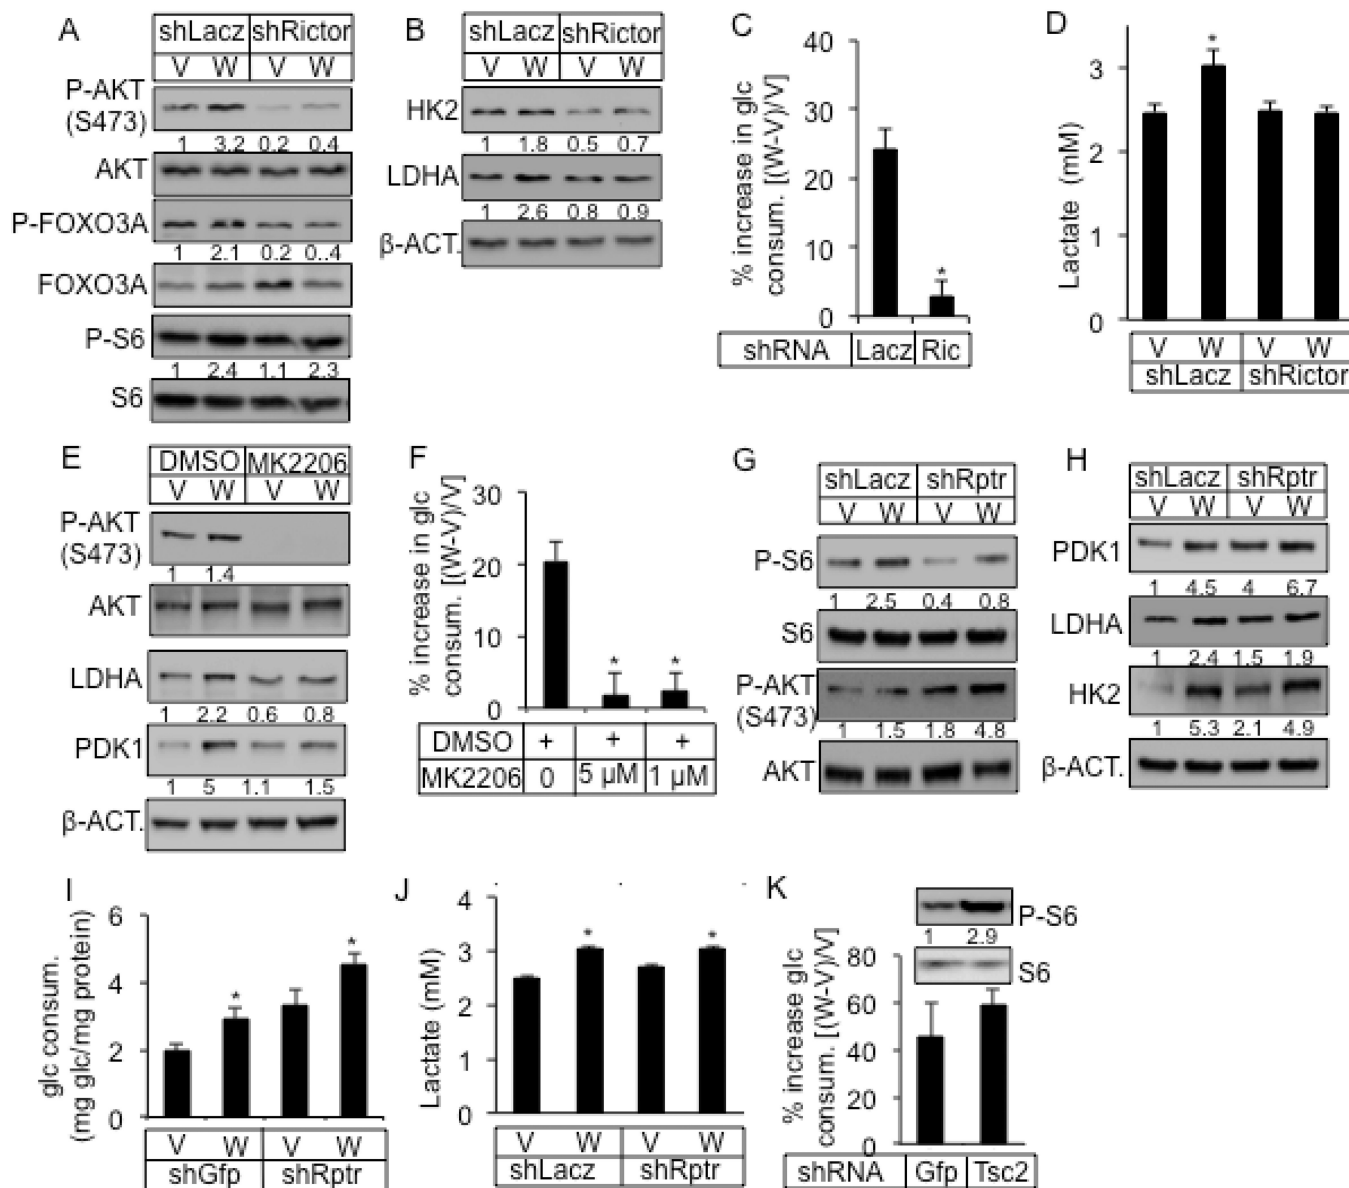 A
shLacz shRictor
V W V W
P-AKT
(S473)
1 3.2 0.2 0.4
AKT
P-FOXO3A
1 2.1 0.2 0..4
FOXO3A
P-S6
1 2.4 1.1 2.3
S6
B
shLacz shRictor
V W V W
HK2
1 1.8 0.5 0.7
LDHA
1 2.6 0.8 0.9
β-ACT.
C
% increase in glc
consum. [(W-V)/V]
40
30
20
10
0
shRNA Lacz Ric
*
D
Lactate (mM)
3
2
1
0
*
V W V W
shLacz shRictor
E
DMSO MK2206
V W V W
P-AKT
(S473)
1 1.4
AKT
LDHA
1 2.2 0.6 0.8
PDK1
1 5 1.1 1.5
β-ACT.
F
% increase in glc
consum. [(W-V)/V]
30
20
10
0
* *
DMSO + + +
MK2206 0 5 µM 1 µM
G
shLacz shRptr
V W V W
P-S6
1 2.5 0.4 0.8
S6
P-AKT
(S473)
1 1.5 1.8 4.8
AKT
H
shLacz shRptr
V W V W
PDK1
1 4.5 4 6.7
LDHA
1 2.4 1.5 1.9
HK2
1 5.3 2.1 4.9
β-ACT.
I
glc consum.
(mg glc/mg protein)
6
4
2
0
* *
V W V W
shGfp shRptr
J
Lactate (mM)
4
3
2
1
0
* *
V W V W
shLacz shRptr
K
P-S6
1 2.9
S6
% increase glc
consum. [(W-V)/V]
80
60
40
20
0
shRNA Gfp Tsc2